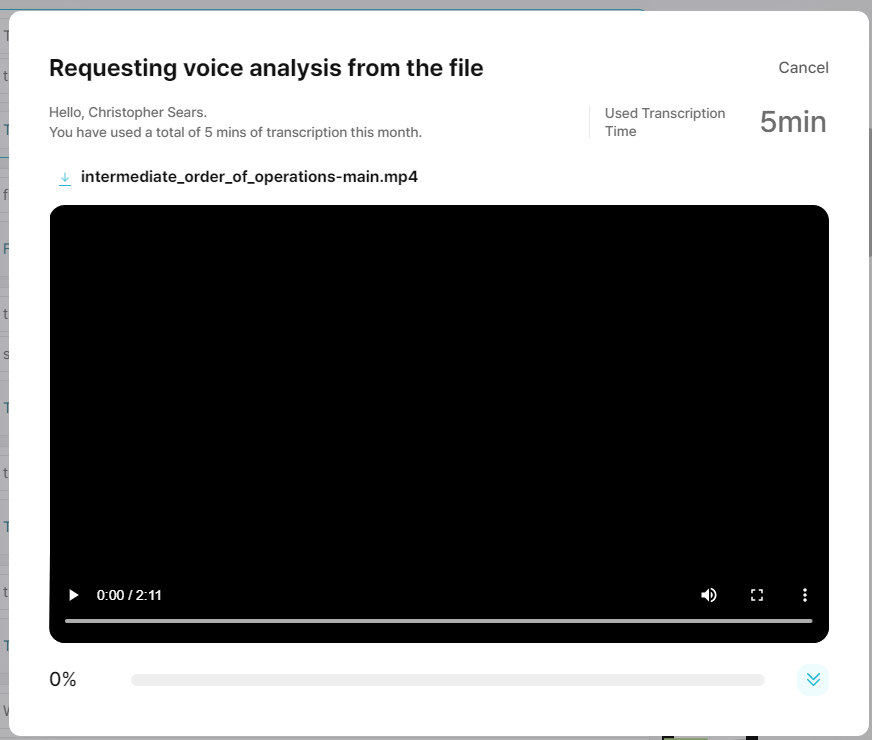 Requesting voice analysis from the file
Cancel
Hello, Christopher Sears.
You have used a total of 5 mins of transcription this month.
Used Transcription
Time
5min
intermediate_order_of_operations-main.mp4
0:00 / 2:11
0%